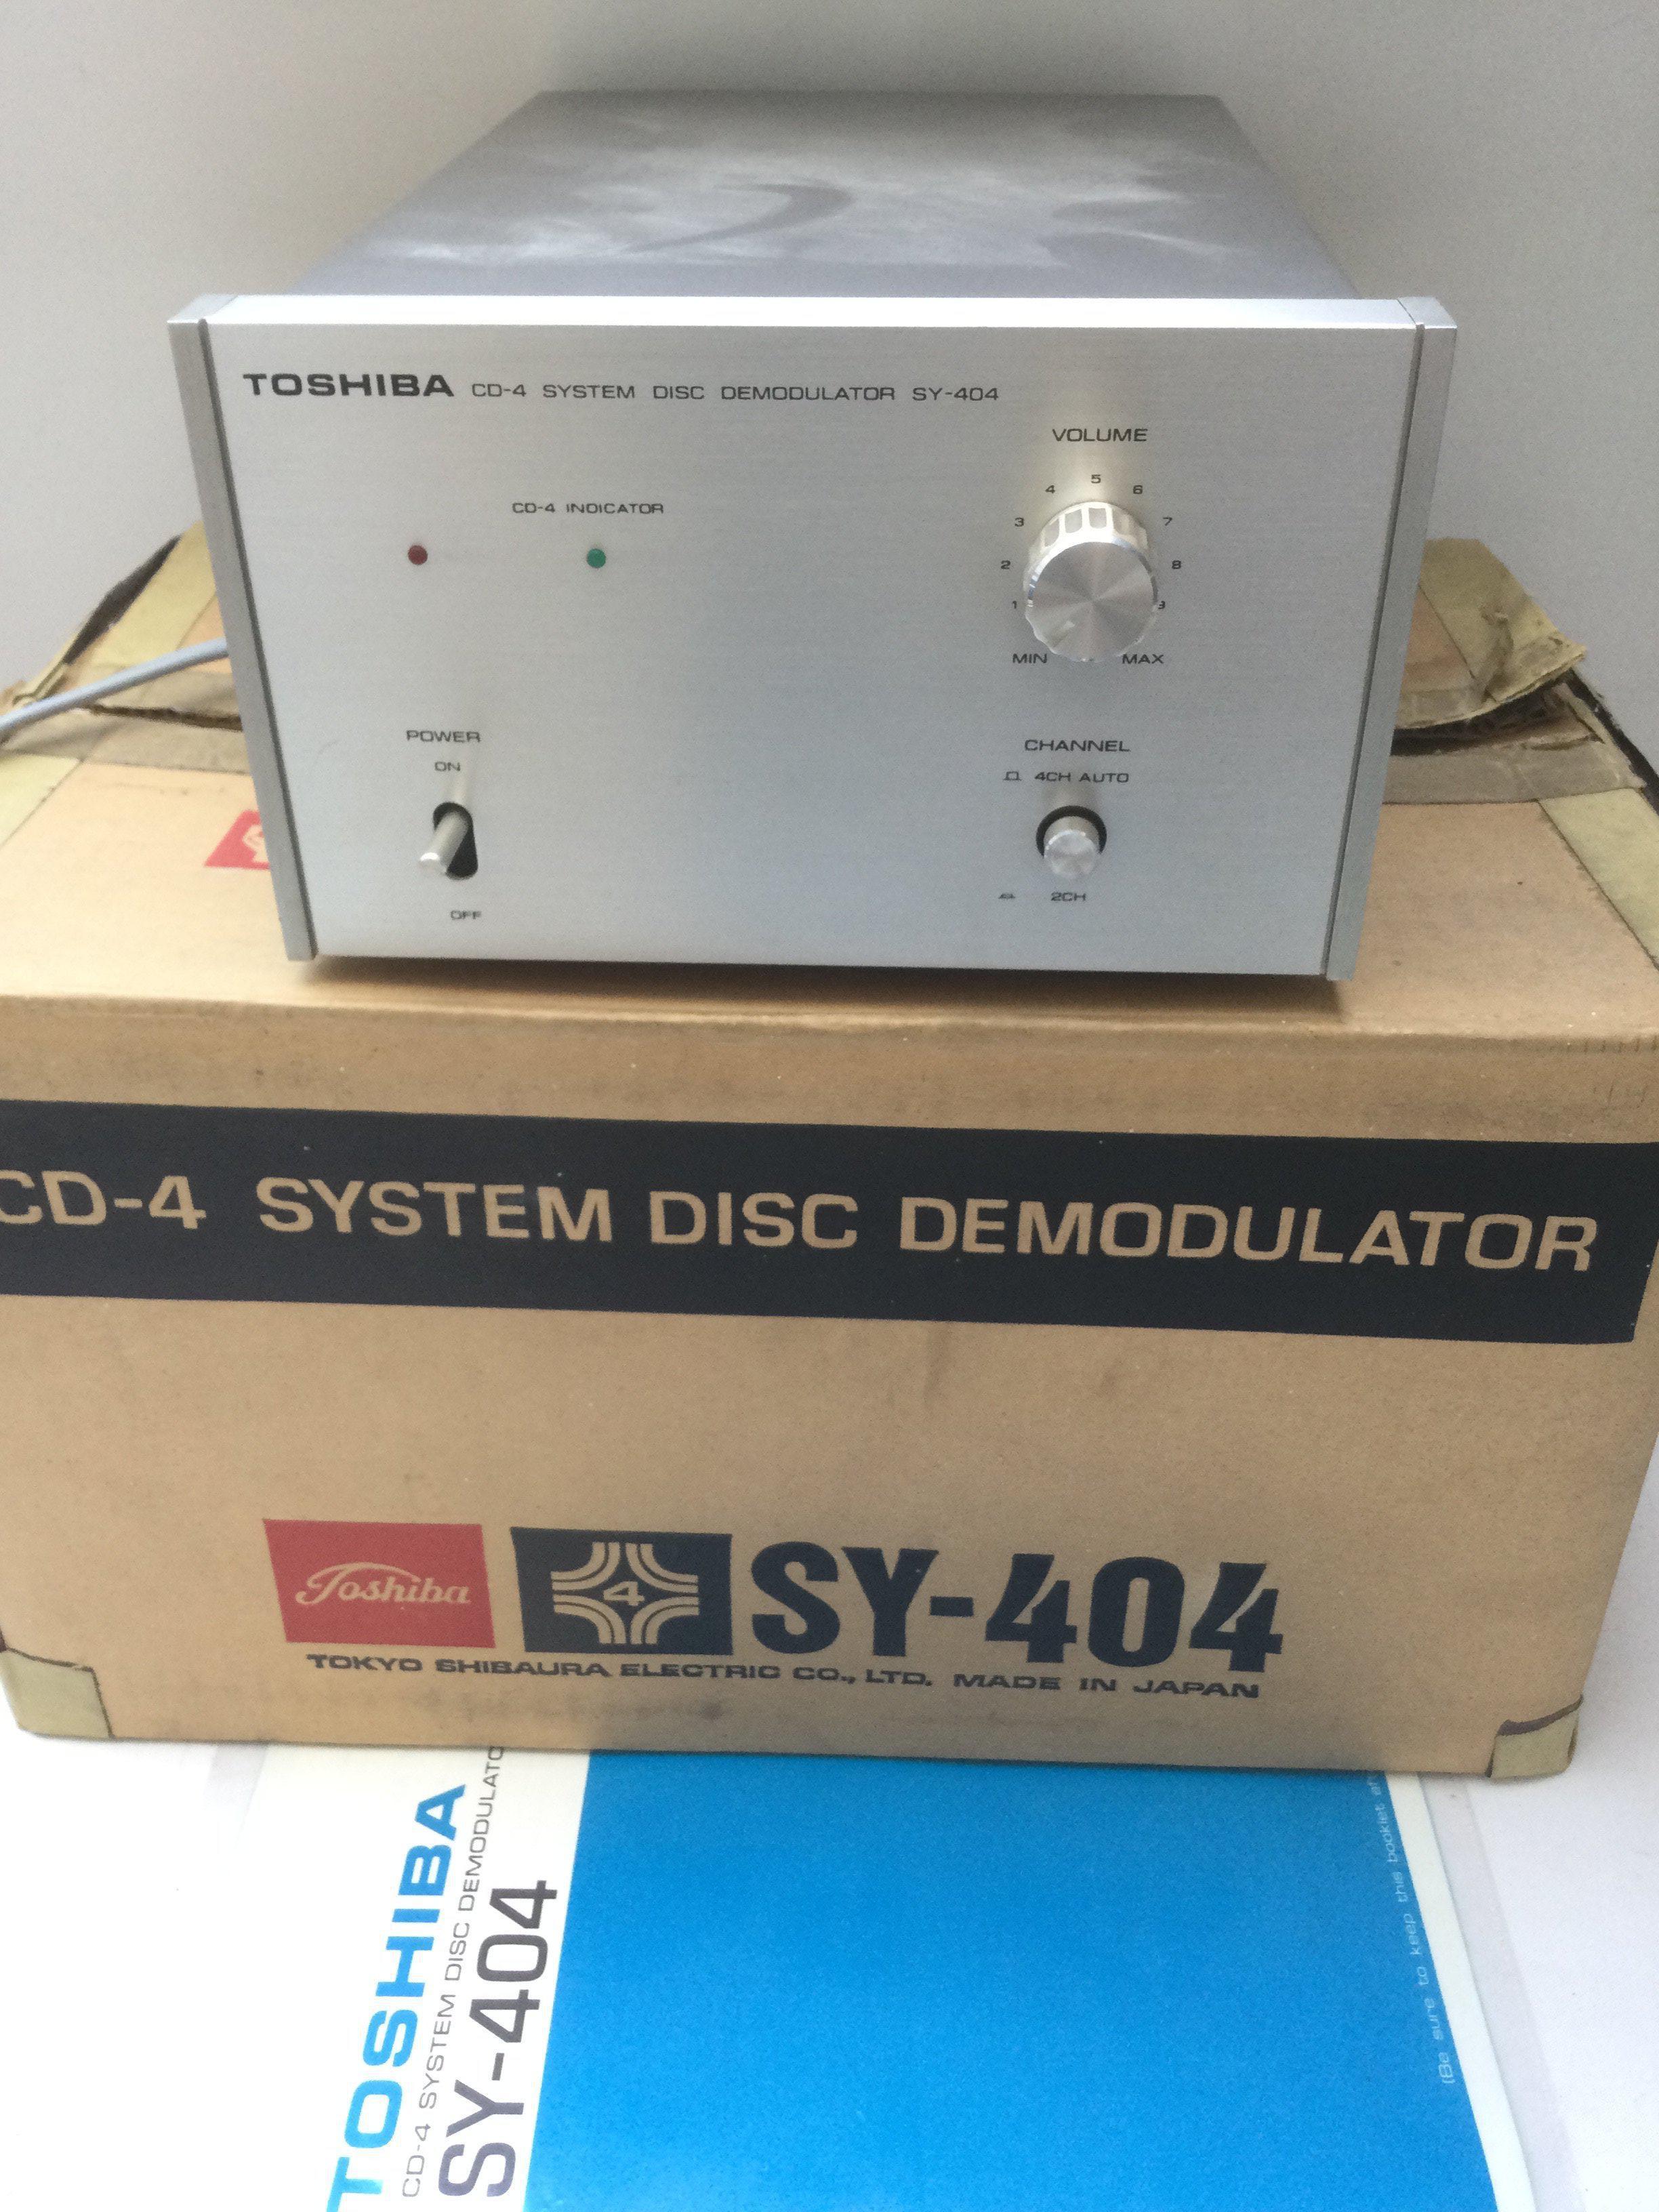 TOSHIBA CD-4 SYSTEM DISC DEMODULATOR SY-404
VOLUME
CD-4 INDICATOR
MIN 1 2 3 4 5 6 7 8 9 MAX
POWER
ON
OFF
CHANNEL
4CH AUTO
2CH
CD-4 SYSTEM DISC DEMODULATOR
Toshiba 4 SY-404
TOKYO SHIBAURA ELECTRIC CO., LTD. MADE IN JAPAN
TOSHIBA
CD-4 SYSTEM DISC DEMODULATO
SY-404
(Be sure to keep this booklet